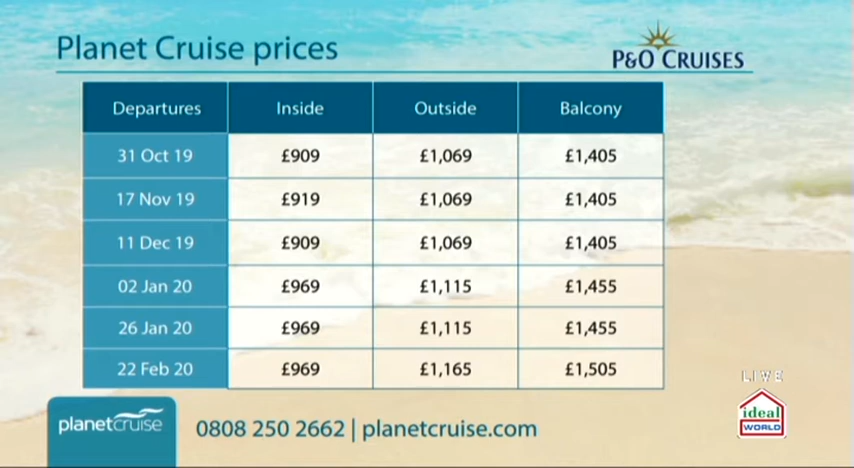 Planet Cruise prices
P&O CRUISES
Departures Inside Outside Balcony
31 Oct 19 £909 £1,069 £1,405
17 Nov 19 £919 £1,069 £1,405
11 Dec 19 £909 £1,069 £1,405
02 Jan 20 £969 £1,115 £1,455
26 Jan 20 £969 £1,115 £1,455
22 Feb 20 £969 £1,165 £1,505
LIVE
ideal
WORLD
planetcruise
0808 250 2662 | planetcruise.com